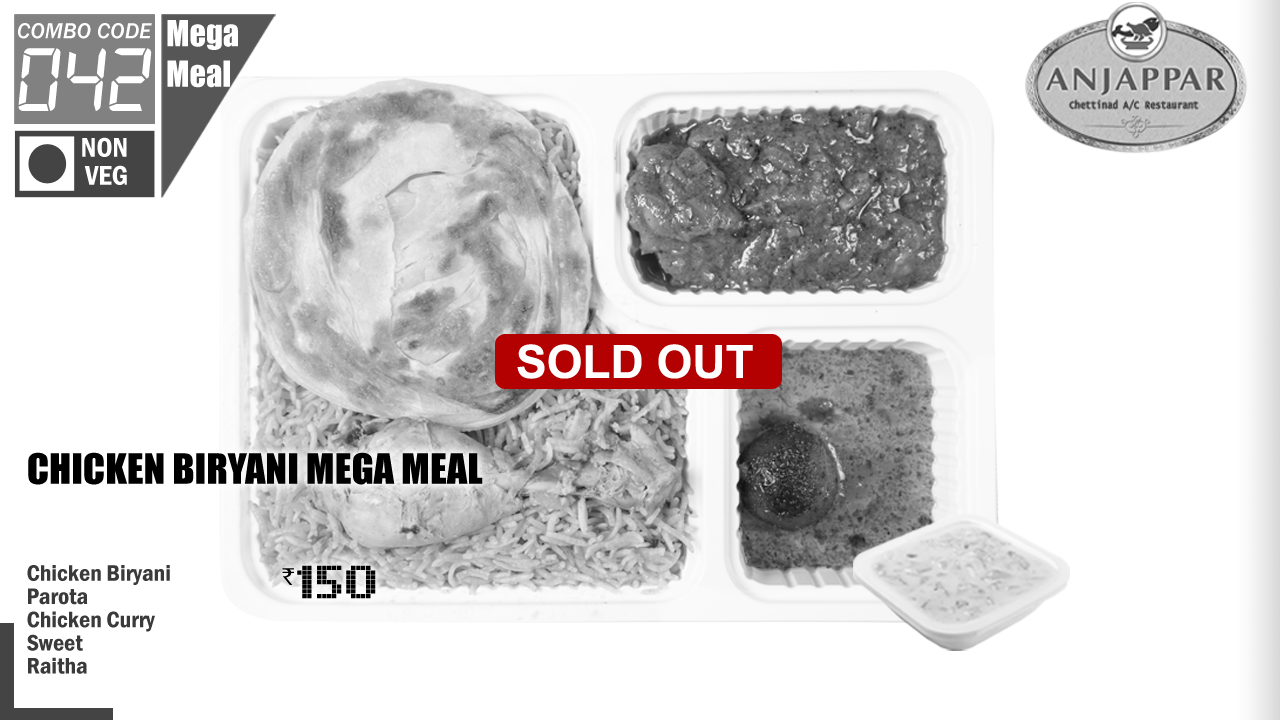 COMBO CODE
042
Mega
Meal
NON
VEG
ANJAPPAR
Chettinad A/C Restaurant
SOLD OUT
CHICKEN BIRYANI MEGA MEAL
₹150
Chicken Biryani
Parota
Chicken Curry
Sweet
Raitha